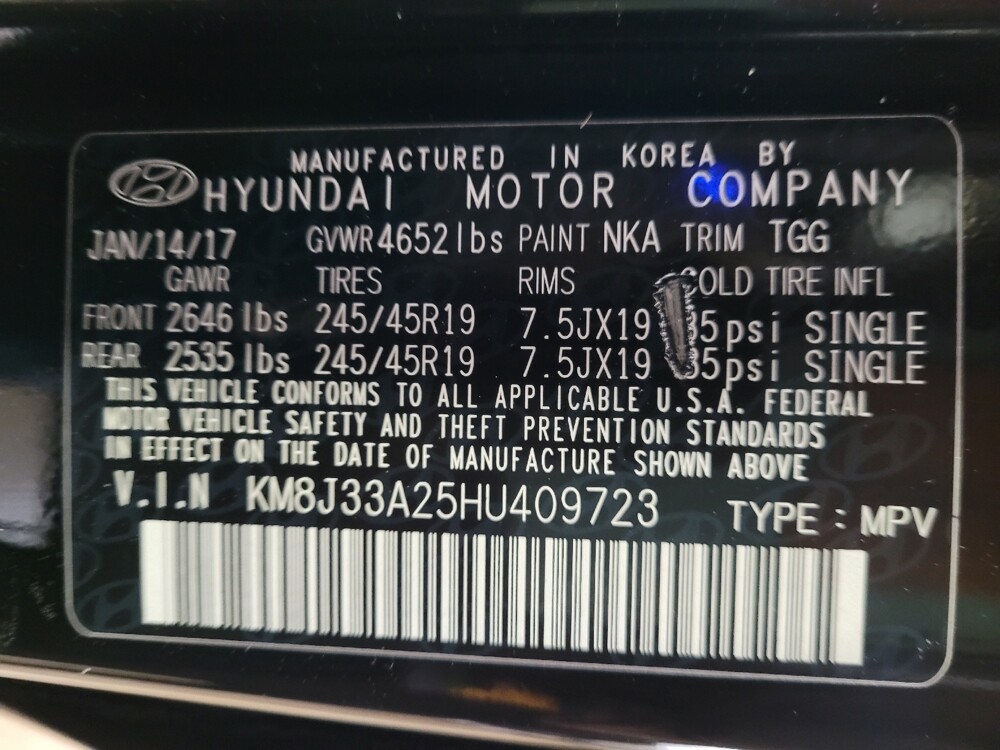 MANUFACTURED IN KOREA BY
HYUNDAI MOTOR COMPANY
JAN/14/17 GVWR 4652 lbs PAINT NKA TRIM TGG
GAWR TIRES RIMS COLD TIRE INFL
FRONT 2646 lbs 245/45R19 7.5JX19 5psi SINGLE
REAR 2535 lbs 245/45R19 7.5JX19 35psi SINGLE
THIS VEHICLE CONFORMS TO ALL APPLICABLE U.S.A. FEDERAL
MOTOR VEHICLE SAFETY AND THEFT PREVENTION STANDARDS
IN EFFECT ON THE DATE OF MANUFACTURE SHOWN ABOVE
V.I.N KM8J33A25HU409723 TYPE : MPV